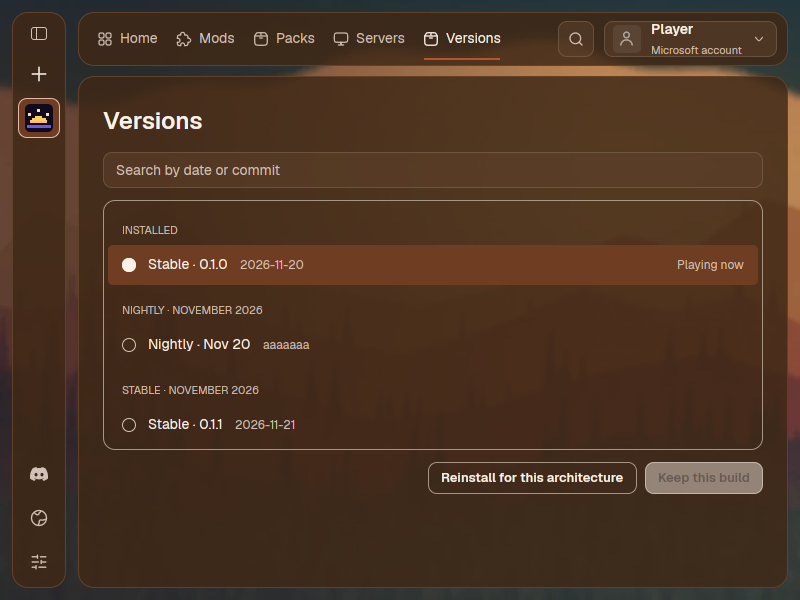 Home
Mods
Packs
Servers
Versions
Player
Microsoft account
Versions
Search by date or commit
INSTALLED
Stable · 0.1.0 2026-11-20 Playing now
NIGHTLY · NOVEMBER 2026
Nightly · Nov 20 aaaaaaa
STABLE · NOVEMBER 2026
Stable · 0.1.1 2026-11-21
Reinstall for this architecture
Keep this build